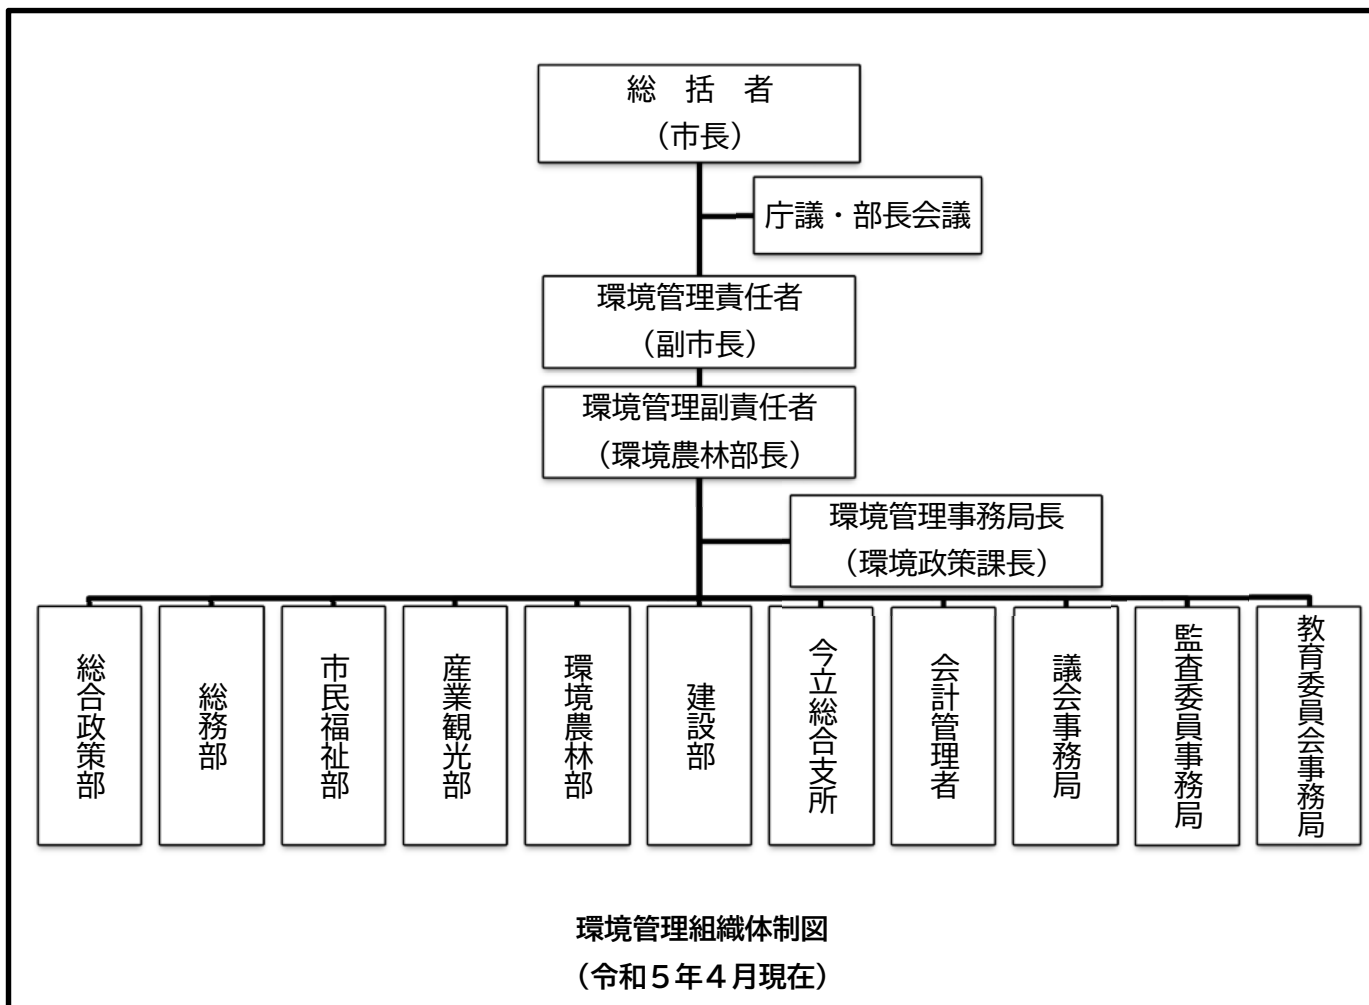 総　括　者
（市長）
庁議・部長会議
環境管理責任者
（副市長）
環境管理副責任者
（環境農林部長）
環境管理事務局長
（環境政策課長）
総合政策部
総務部
市民福祉部
産業観光部
環境農林部
建設部
今立総合支所
会計管理者
議会事務局
監査委員事務局
教育委員会事務局
環境管理組織体制図
（令和５年４月現在）